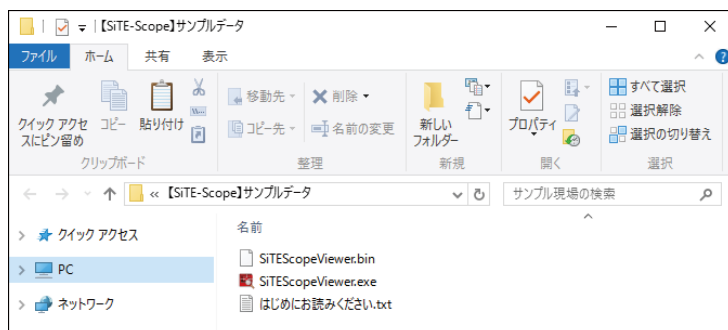 【SiTE-Scope】サンプルデータ
ファイル ホーム 共有 表示
クイック アクセスにピン留め
コピー
貼り付け
移動先
コピー先
削除
名前の変更
新しいフォルダー
プロパティ
すべて選択
選択解除
選択の切り替え
クリップボード 整理 新規 開く 選択
« 【SiTE-Scope】サンプルデータ
サンプル現場の検索
名前
クイック アクセス
PC
ネットワーク
SiTEScopeViewer.bin
SiTEScopeViewer.exe
はじめにお読みください.txt